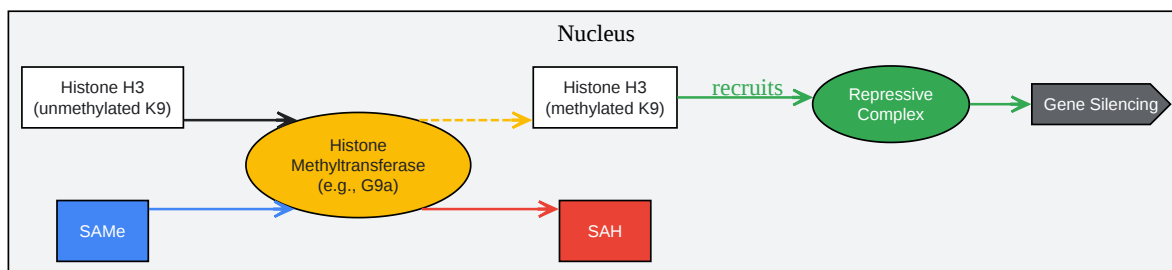 Nucleus
Histone H3
(unmethylated K9)
Histone H3
(methylated K9)
recruits
Repressive
Complex
Gene Silencing
Histone
Methyltransferase
(e.g., G9a)
SAMe
SAH